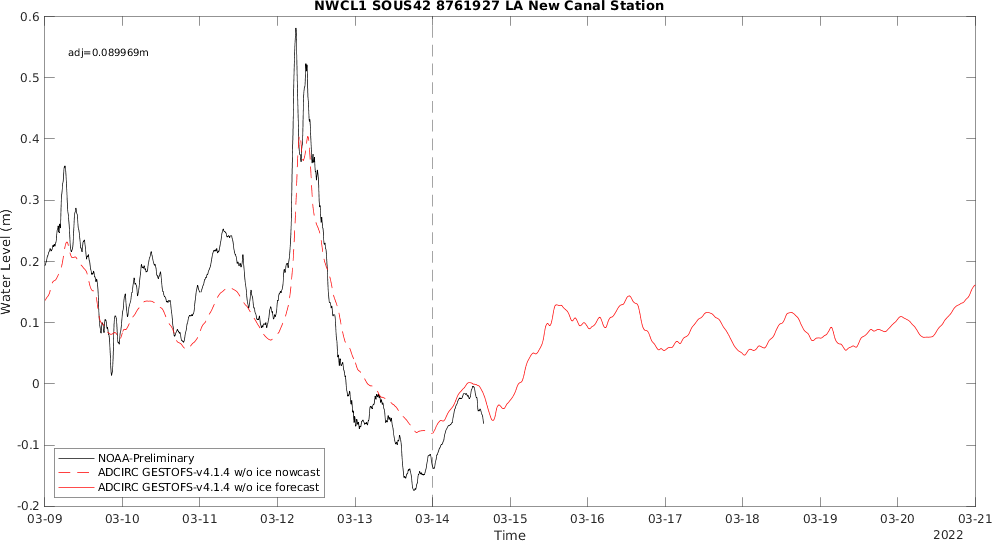 NWCL1 SOUS42 8761927 LA New Canal Station
adj=0.089969m
0.6
0.5
0.4
0.3
0.2
0.1
0
-0.1
-0.2
Water Level (m)
NOAA-Preliminary
ADCIRC GESTOFS-v4.1.4 w/o ice nowcast
ADCIRC GESTOFS-v4.1.4 w/o ice forecast
03-09 03-10 03-11 03-12 03-13 03-14 03-15 03-16 03-17 03-18 03-19 03-20 03-21
Time
2022